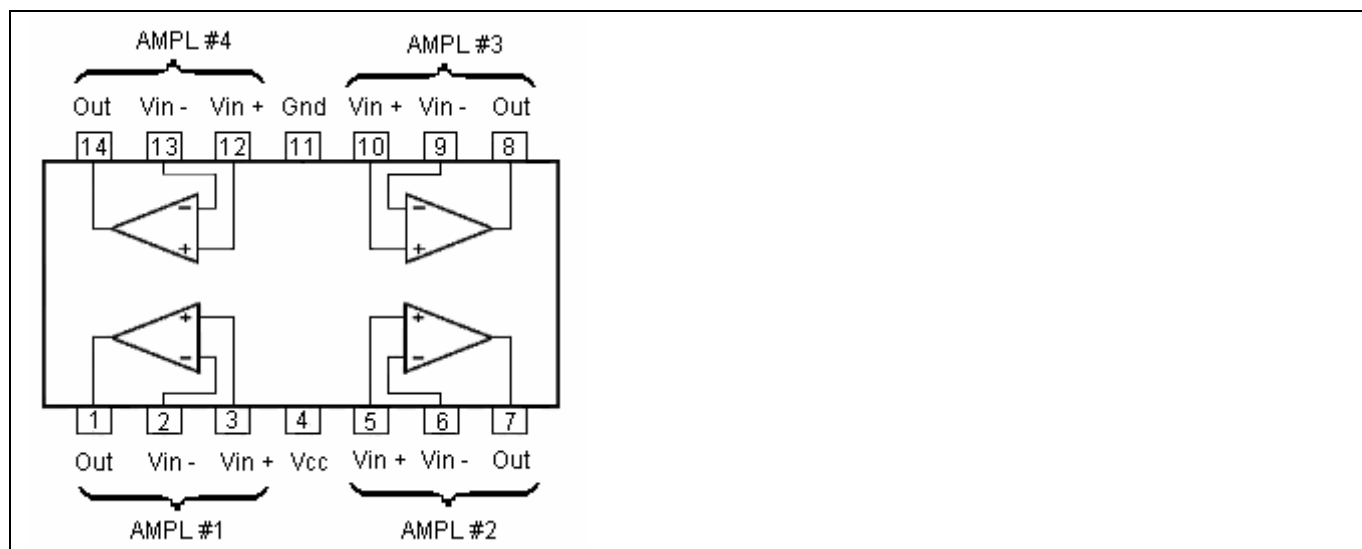 AMPL #4 AMPL #3
Out Vin - Vin + Gnd Vin + Vin - Out
14 13 12 11 10 9 8
- -
+ +
+ +
- -
1 2 3 4 5 6 7
Out Vin - Vin + Vcc Vin + Vin - Out
AMPL #1 AMPL #2